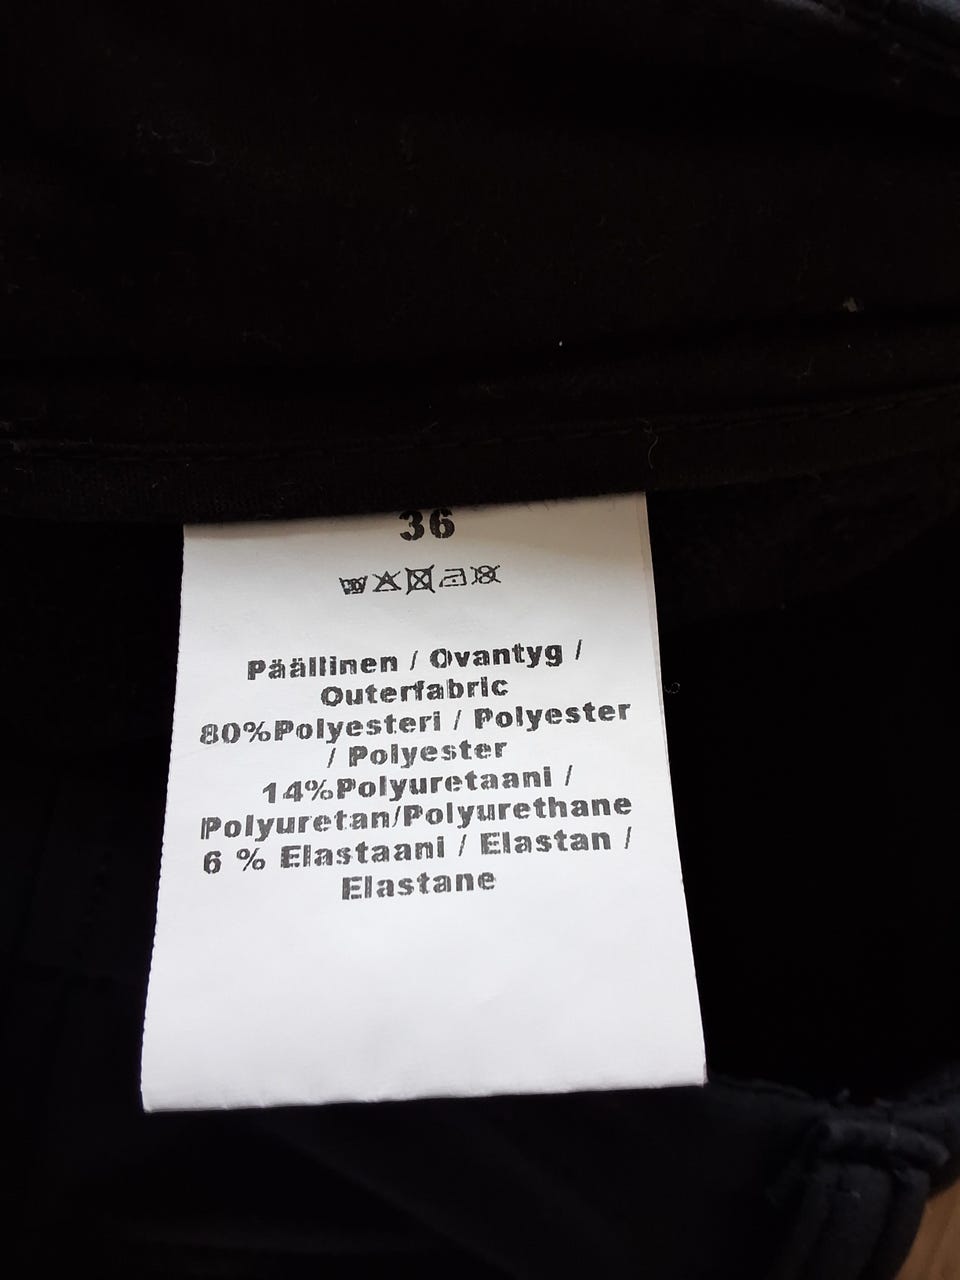 36
Päällinen / Ovantyg /
Outerfabric
80%Polyesteri / Polyester
/ Polyester
14%Polyuretaani /
Polyuretan/Polyurethane
6 % Elastaani / Elastan /
Elastane